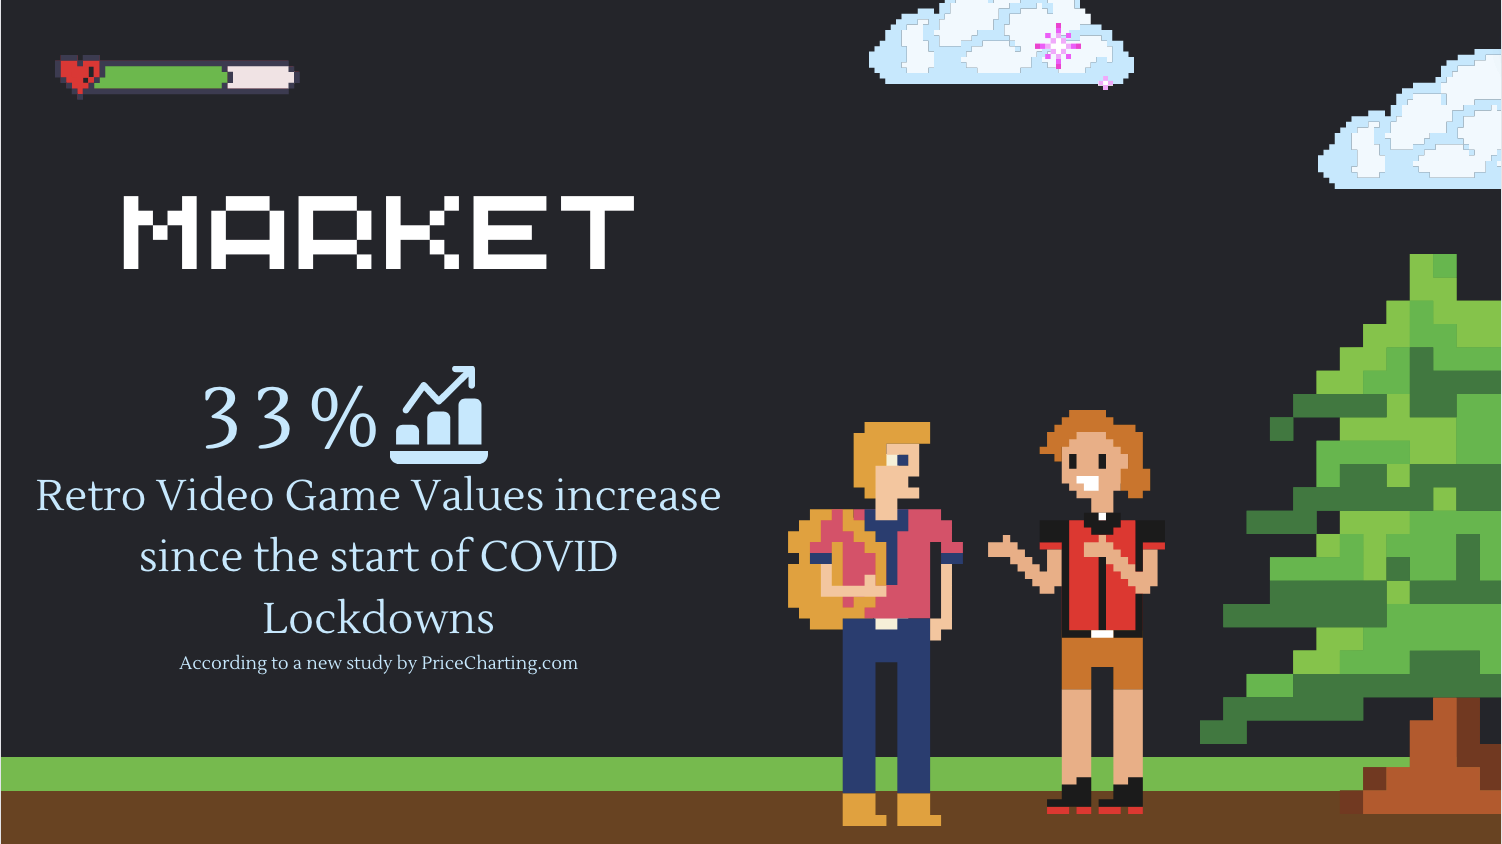 MARKET
33%
Retro Video Game Values increase
since the start of COVID
Lockdowns
According to a new study by PriceCharting.com